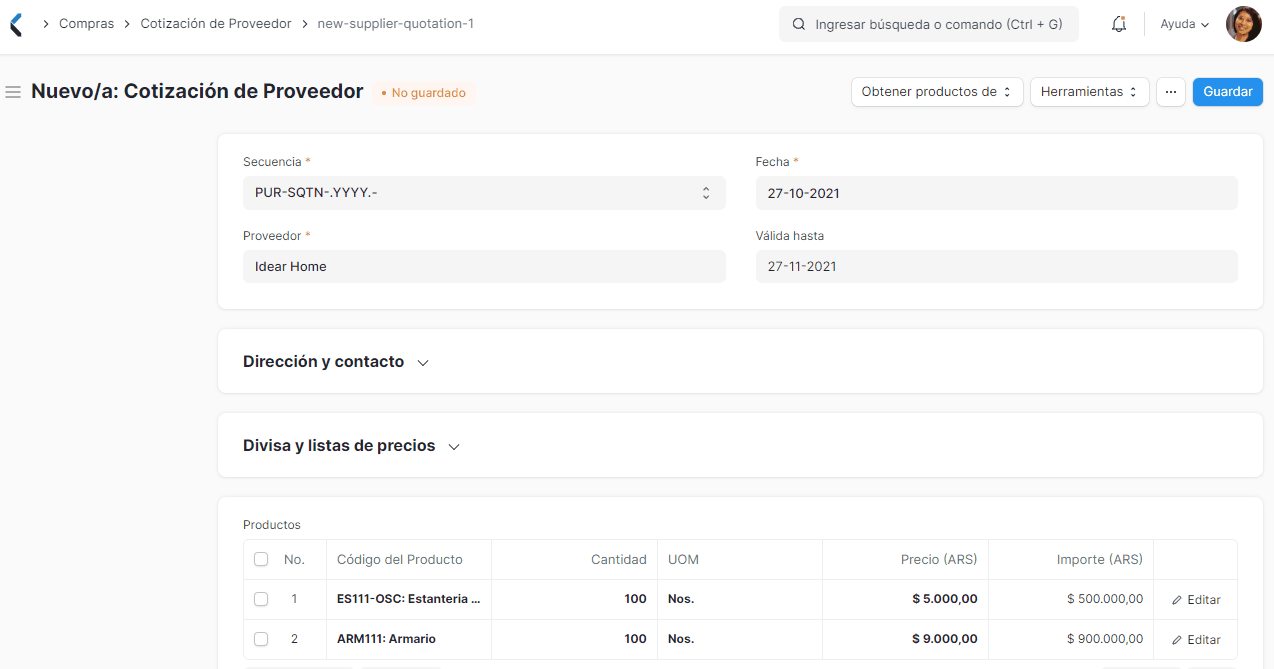 Compras Cotización de Proveedor new-supplier-quotation-1
Ingresar búsqueda o comando (Ctrl + G)
Ayuda
Nuevo/a: Cotización de Proveedor
• No guardado
Obtener productos de
Herramientas
...
Guardar
Secuencia *
PUR-SQTN-.YYYY.-
Fecha *
27-10-2021
Proveedor *
Idear Home
Válida hasta
27-11-2021
Dirección y contacto
Divisa y listas de precios
Productos
No. Código del Producto Cantidad UOM Precio (ARS) Importe (ARS)
1 ES111-OSC: Estanteria ... 100 Nos. $ 5.000,00 $ 500.000,00 Editar
2 ARM111: Armario 100 Nos. $ 9.000,00 $ 900.000,00 Editar